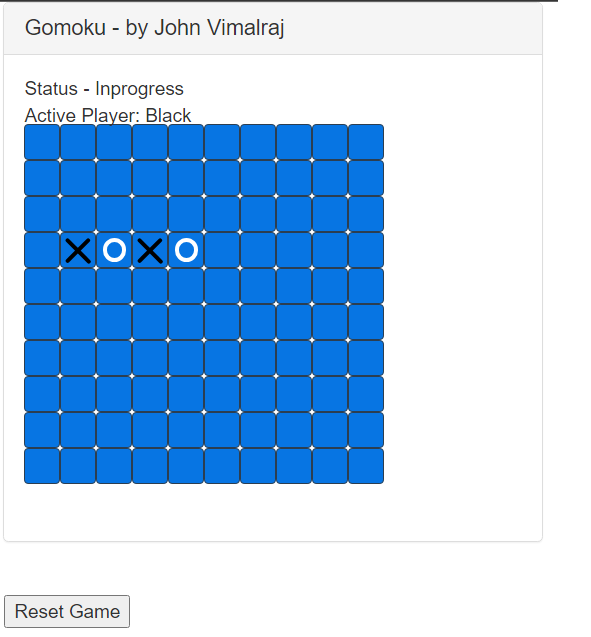 Gomoku - by John Vimalraj
Status - Inprogress
Active Player: Black
X O X O
Reset Game